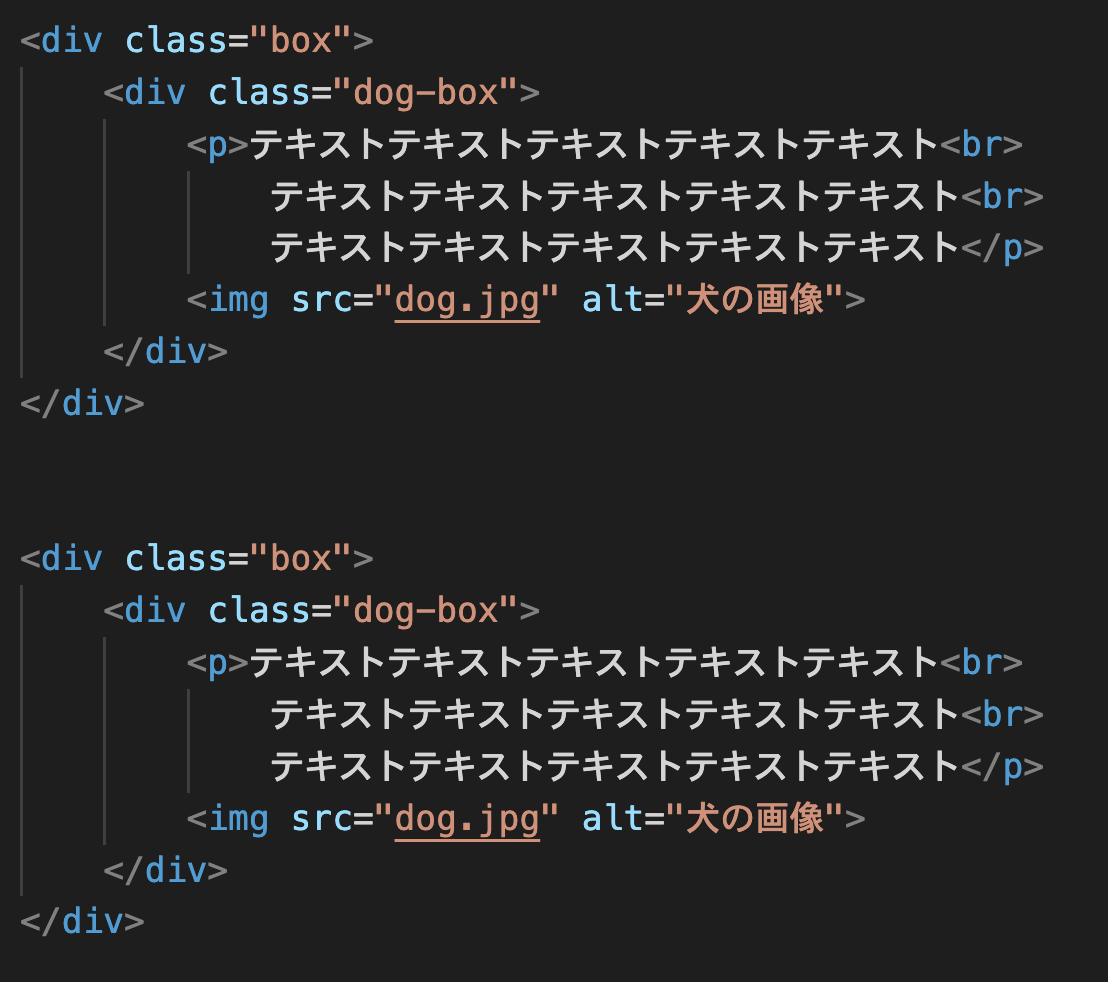 <div class="box">
    <div class="dog-box">
        <p>テキストテキストテキストテキストテキスト<br>
            テキストテキストテキストテキストテキスト<br>
            テキストテキストテキストテキストテキスト</p>
        <img src="dog.jpg" alt="犬の画像">
    </div>
</div>
<div class="box">
    <div class="dog-box">
        <p>テキストテキストテキストテキストテキスト<br>
            テキストテキストテキストテキストテキスト<br>
            テキストテキストテキストテキストテキスト</p>
        <img src="dog.jpg" alt="犬の画像">
    </div>
</div>